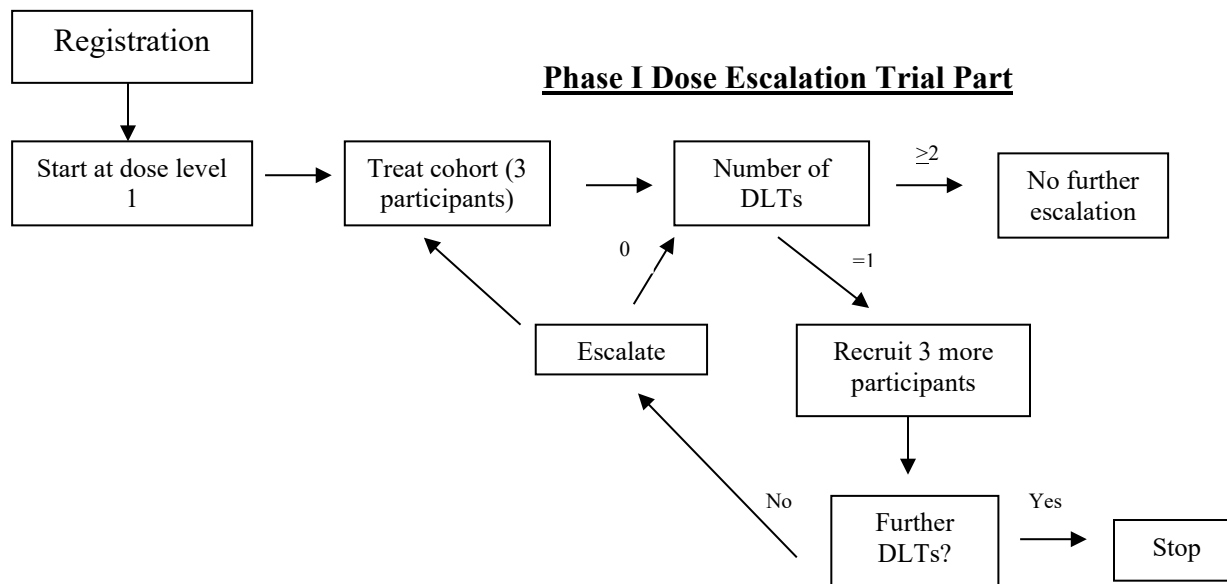 Registration
Phase I Dose Escalation Trial Part
Start at dose level
1
Treat cohort (3
participants)
Number of
DLTs
≥2
No further
escalation
0
=1
Escalate
Recruit 3 more
participants
No
Further
DLTs?
Yes
Stop